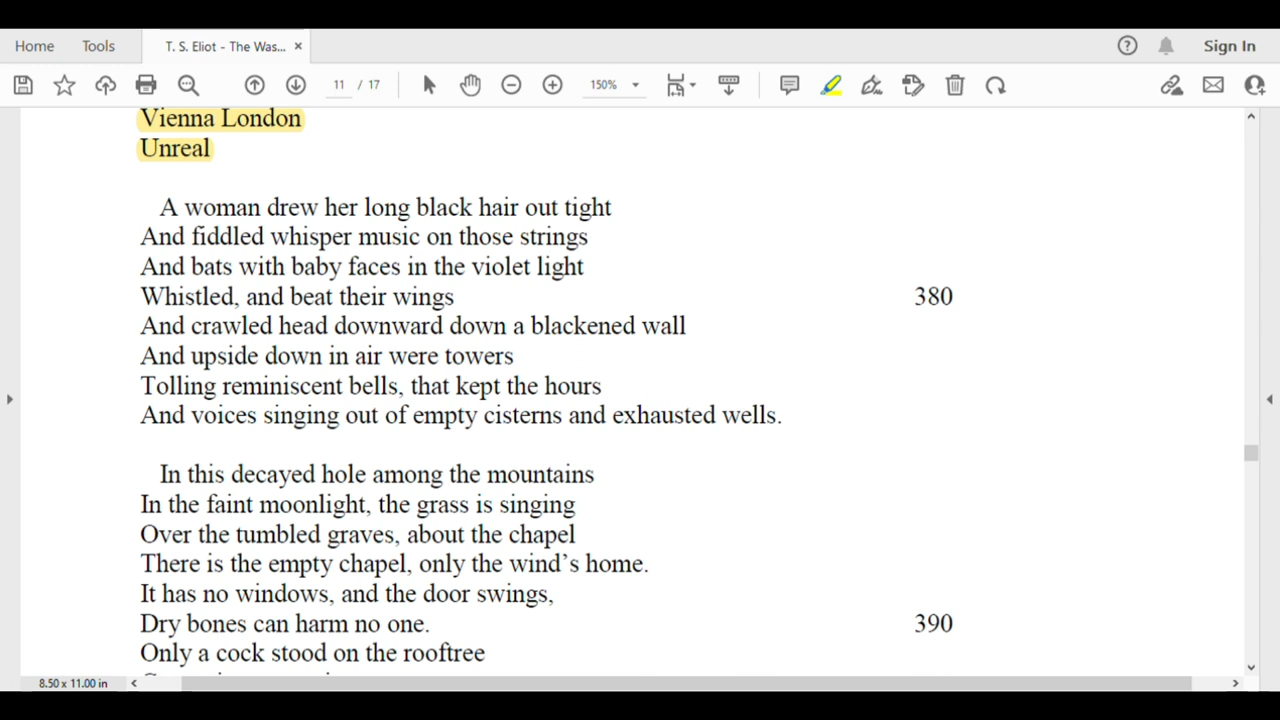 Home Tools T. S. Eliot - The Was... × Sign In
11 / 17 150%
Vienna London
Unreal
A woman drew her long black hair out tight
And fiddled whisper music on those strings
And bats with baby faces in the violet light
Whistled, and beat their wings 380
And crawled head downward down a blackened wall
And upside down in air were towers
Tolling reminiscent bells, that kept the hours
And voices singing out of empty cisterns and exhausted wells.
In this decayed hole among the mountains
In the faint moonlight, the grass is singing
Over the tumbled graves, about the chapel
There is the empty chapel, only the wind’s home.
It has no windows, and the door swings,
Dry bones can harm no one. 390
Only a cock stood on the rooftree
8.50 x 11.00 in